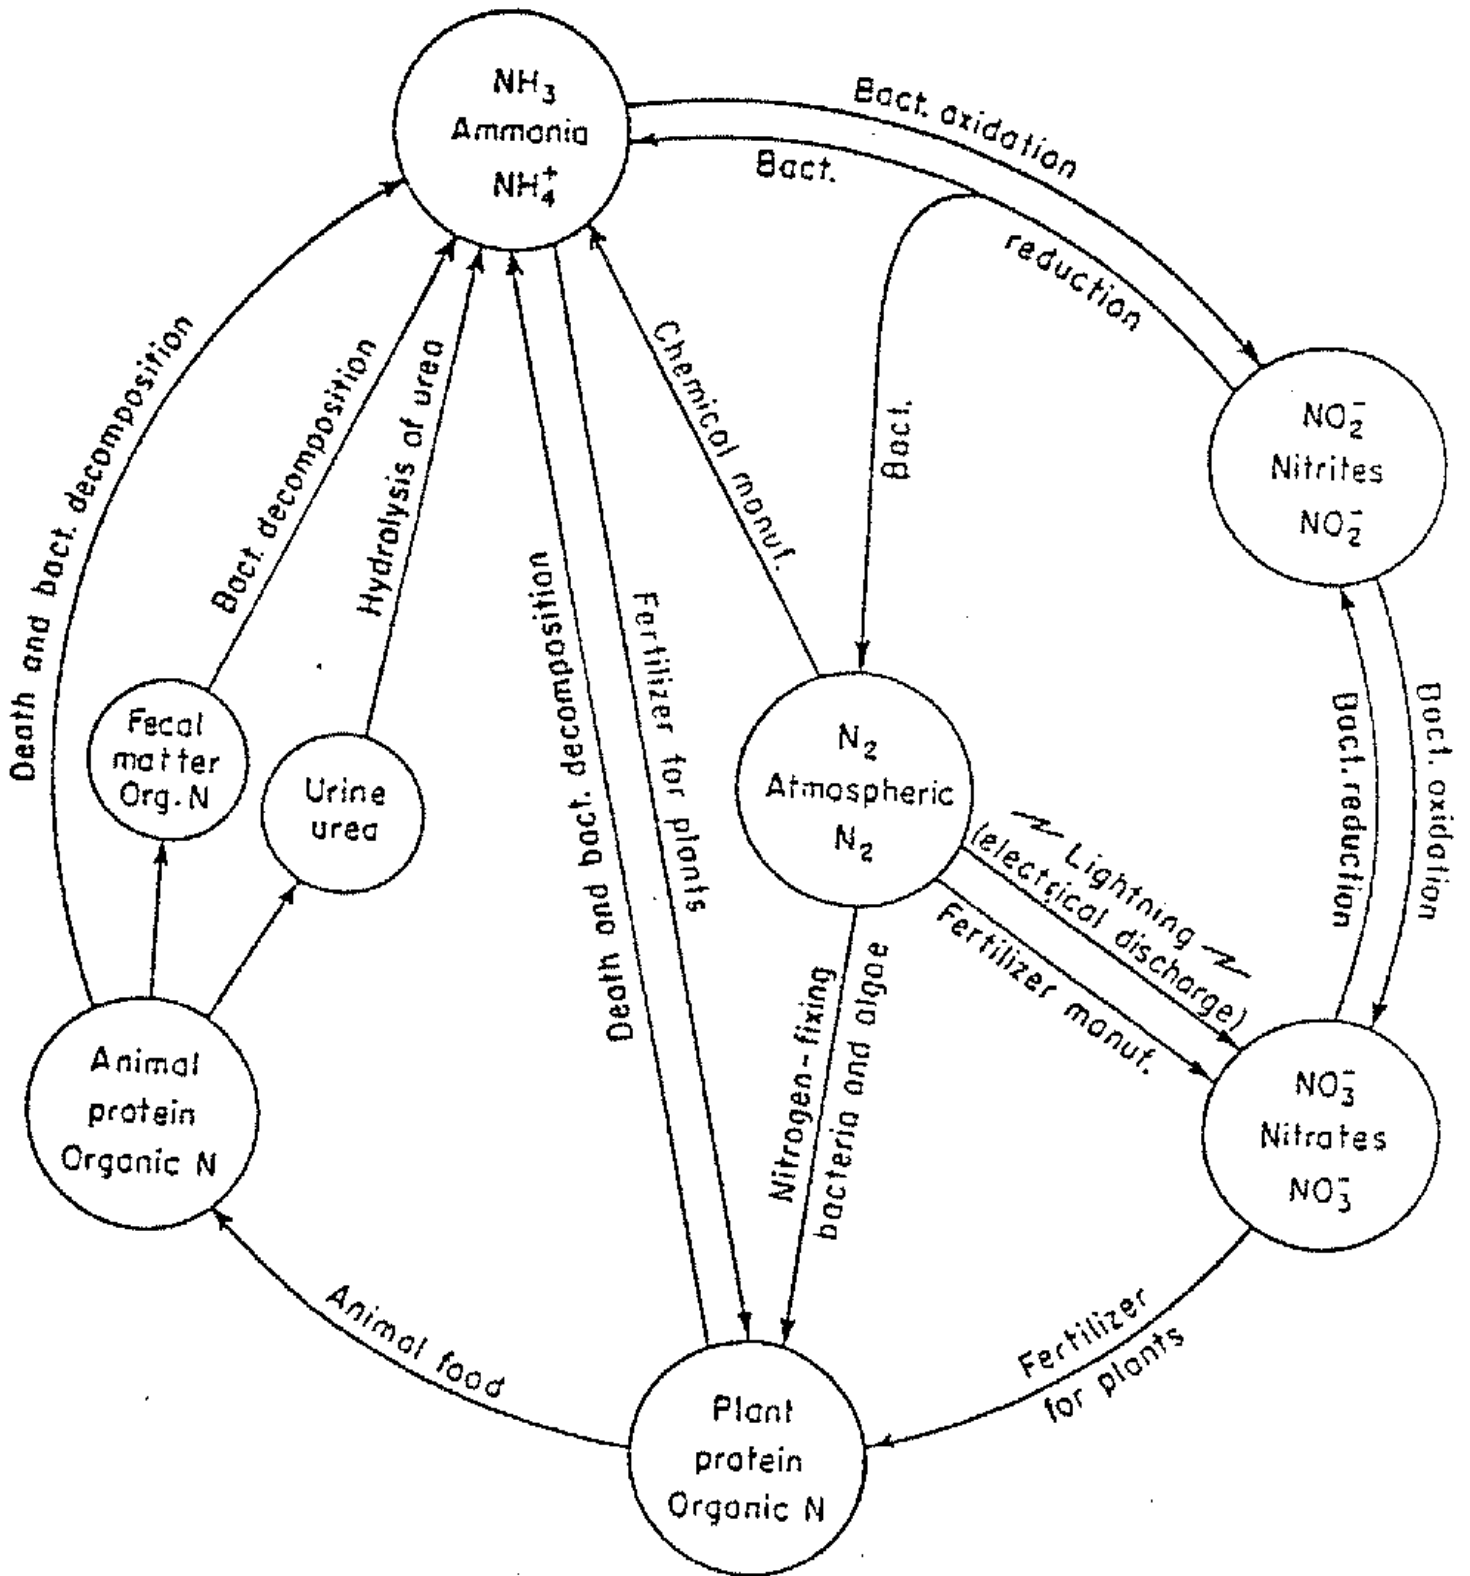 NH₃
Ammonia
NH₄⁺
Bact. oxidation
Bact.
reduction
Bact.
Chemical manuf.
NO₂⁻
Nitrites
NO₂⁻
Death and bact. decomposition
Bact. decomposition
Hydrolysis of urea
Death and bact. decomposition
Fertilizer for plants
Fecal
matter
Org. N
Urine
urea
N₂
Atmospheric
N₂
Lightning
(electrical discharge)
Fertilizer manuf.
Bact. reduction
Bact. oxidation
Nitrogen-fixing
bacteria and algae
Animal
protein
Organic N
NO₃⁻
Nitrates
NO₃⁻
Animal food
Fertilizer
for plants
Plant
protein
Organic N